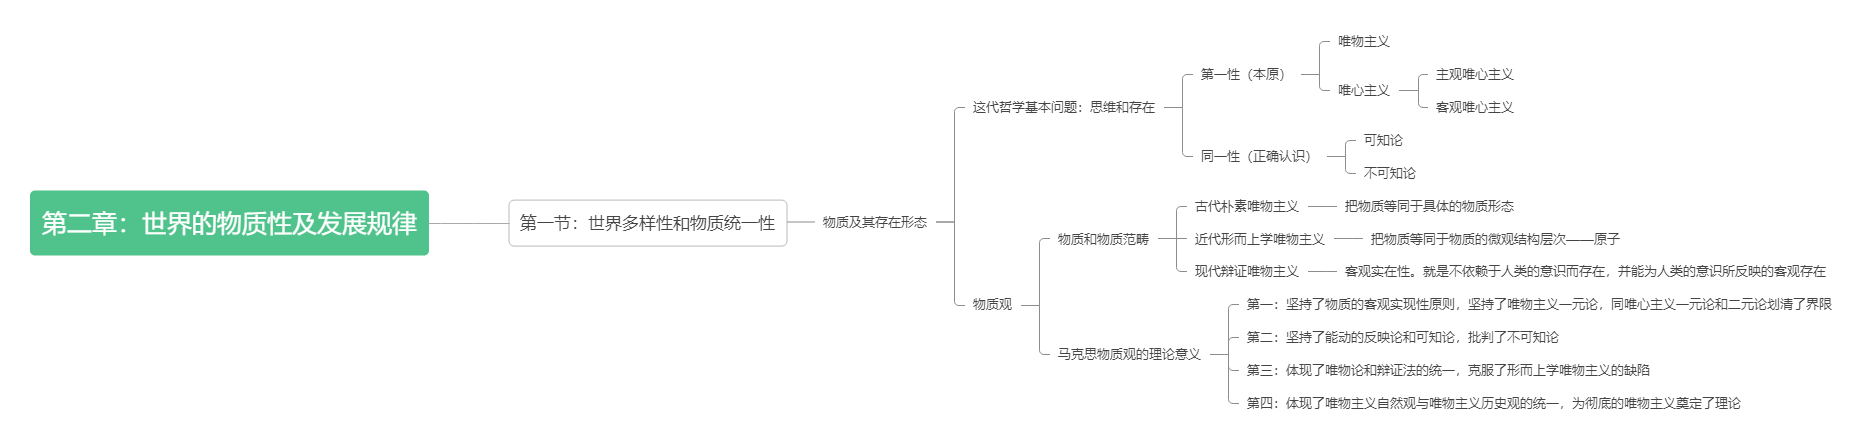 第二章：世界的物质性及发展规律
第一节：世界多样性和物质统一性
物质及其存在形态
这代哲学基本问题：思维和存在
第一性（本原）
唯物主义
唯心主义
主观唯心主义
客观唯心主义
同一性（正确认识）
可知论
不可知论
物质观
物质和物质范畴
古代朴素唯物主义
把物质等同于具体的物质形态
近代形而上学唯物主义
把物质等同于物质的微观结构层次——原子
现代辩证唯物主义
客观实在性。就是不依赖于人类的意识而存在，并能为人类的意识所反映的客观存在
马克思物质观的理论意义
第一：坚持了物质的客观实现性原则，坚持了唯物主义一元论，同唯心主义一元论和二元论划清了界限
第二：坚持了能动的反映论和可知论，批判了不可知论
第三：体现了唯物论和辩证法的统一，克服了形而上学唯物主义的缺陷
第四：体现了唯物主义自然观与唯物主义历史观的统一，为彻底的唯物主义奠定了理论